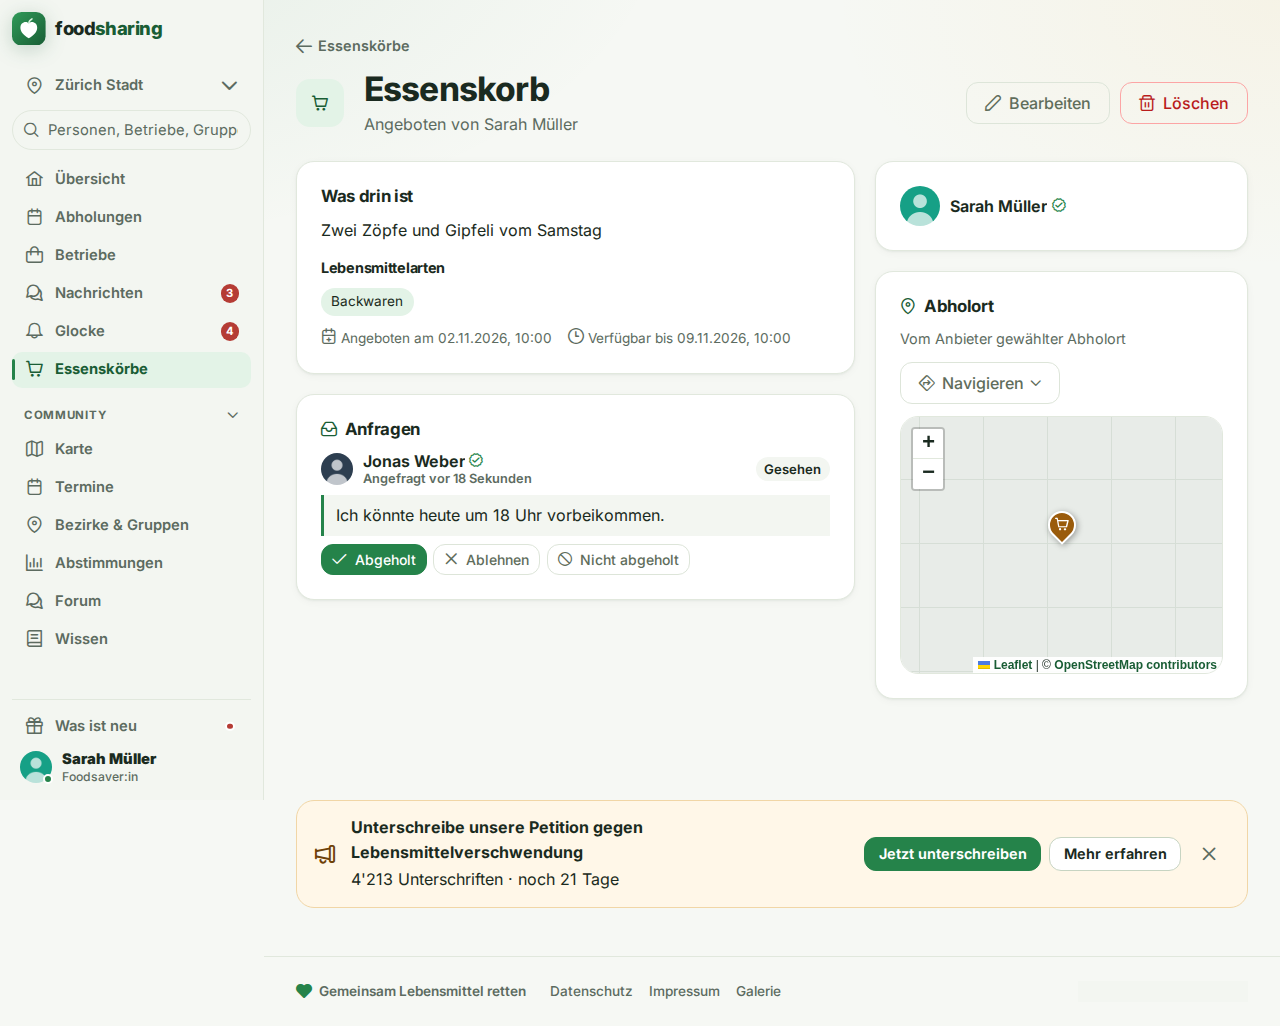 foodsharing
Zürich Stadt
Personen, Betriebe, Grupp
Übersicht
Abholungen
Betriebe
Nachrichten 3
Glocke 4
Essenskörbe
COMMUNITY
Karte
Termine
Bezirke & Gruppen
Abstimmungen
Forum
Wissen
Was ist neu
Sarah Müller
Foodsaver:in
Essenskörbe
Essenskorb
Angeboten von Sarah Müller
Bearbeiten
Löschen
Was drin ist
Zwei Zöpfe und Gipfeli vom Samstag
Lebensmittelarten
Backwaren
Angeboten am 02.11.2026, 10:00 Verfügbar bis 09.11.2026, 10:00
Anfragen
Jonas Weber
Angefragt vor 18 Sekunden
Gesehen
Ich könnte heute um 18 Uhr vorbeikommen.
Abgeholt Ablehnen Nicht abgeholt
Sarah Müller
Abholort
Vom Anbieter gewählter Abholort
Navigieren
+
−
Leaflet | © OpenStreetMap contributors
Unterschreibe unsere Petition gegen
Lebensmittelverschwendung
4'213 Unterschriften · noch 21 Tage
Jetzt unterschreiben
Mehr erfahren
Gemeinsam Lebensmittel retten Datenschutz Impressum Galerie